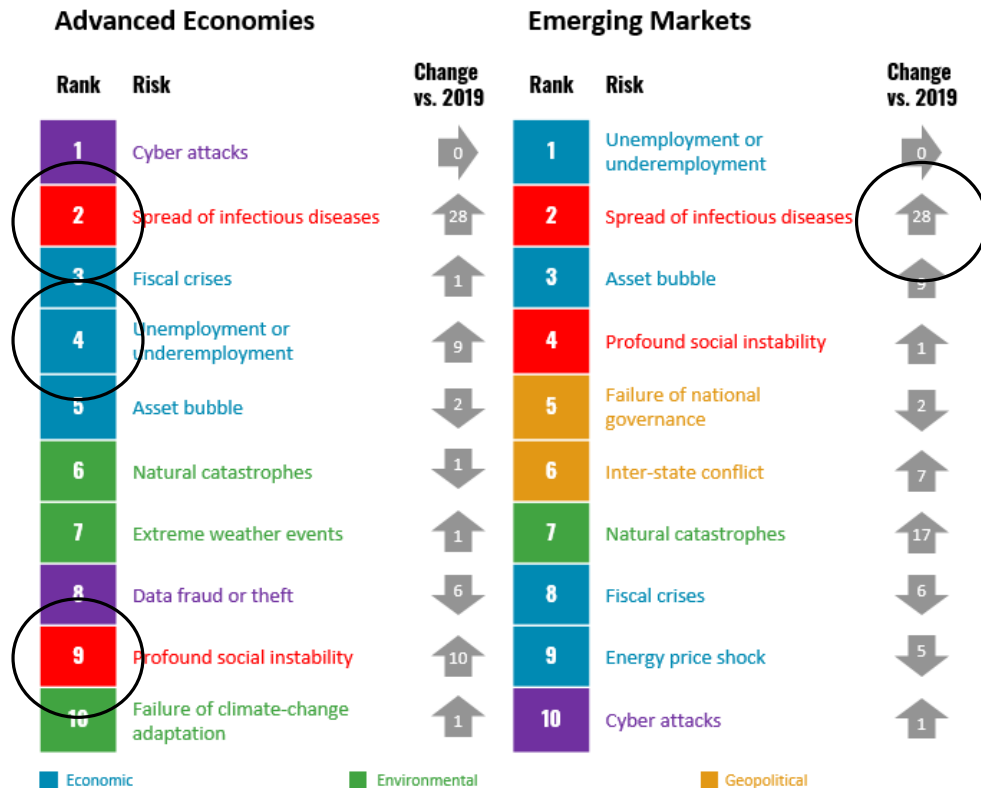 Advanced Economies
Emerging Markets
Rank
Risk
Change
vs. 2019
Rank
Risk
Change
vs. 2019
1
Cyber attacks
0
2
Spread of infectious diseases
28
3
Fiscal crises
1
4
Unemployment or
underemployment
9
5
Asset bubble
2
6
Natural catastrophes
1
7
Extreme weather events
1
8
Data fraud or theft
6
9
Profound social instability
10
10
Failure of climate-change
adaptation
1
1
Unemployment or
underemployment
0
2
Spread of infectious diseases
28
3
Asset bubble
9
4
Profound social instability
1
5
Failure of national
governance
2
6
Inter-state conflict
7
7
Natural catastrophes
17
8
Fiscal crises
6
9
Energy price shock
5
10
Cyber attacks
1
Economic
Environmental
Geopolitical